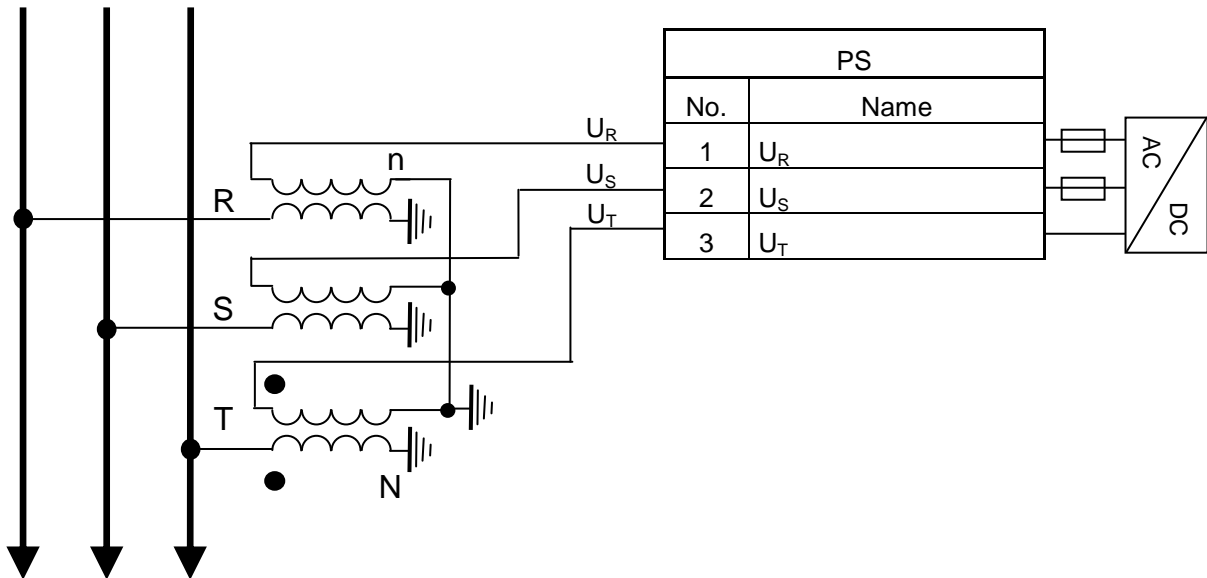 PS
No. Name
1 U_R
2 U_S
3 U_T
U_R
U_S
U_T
n
R
S
T
N
AC
DC